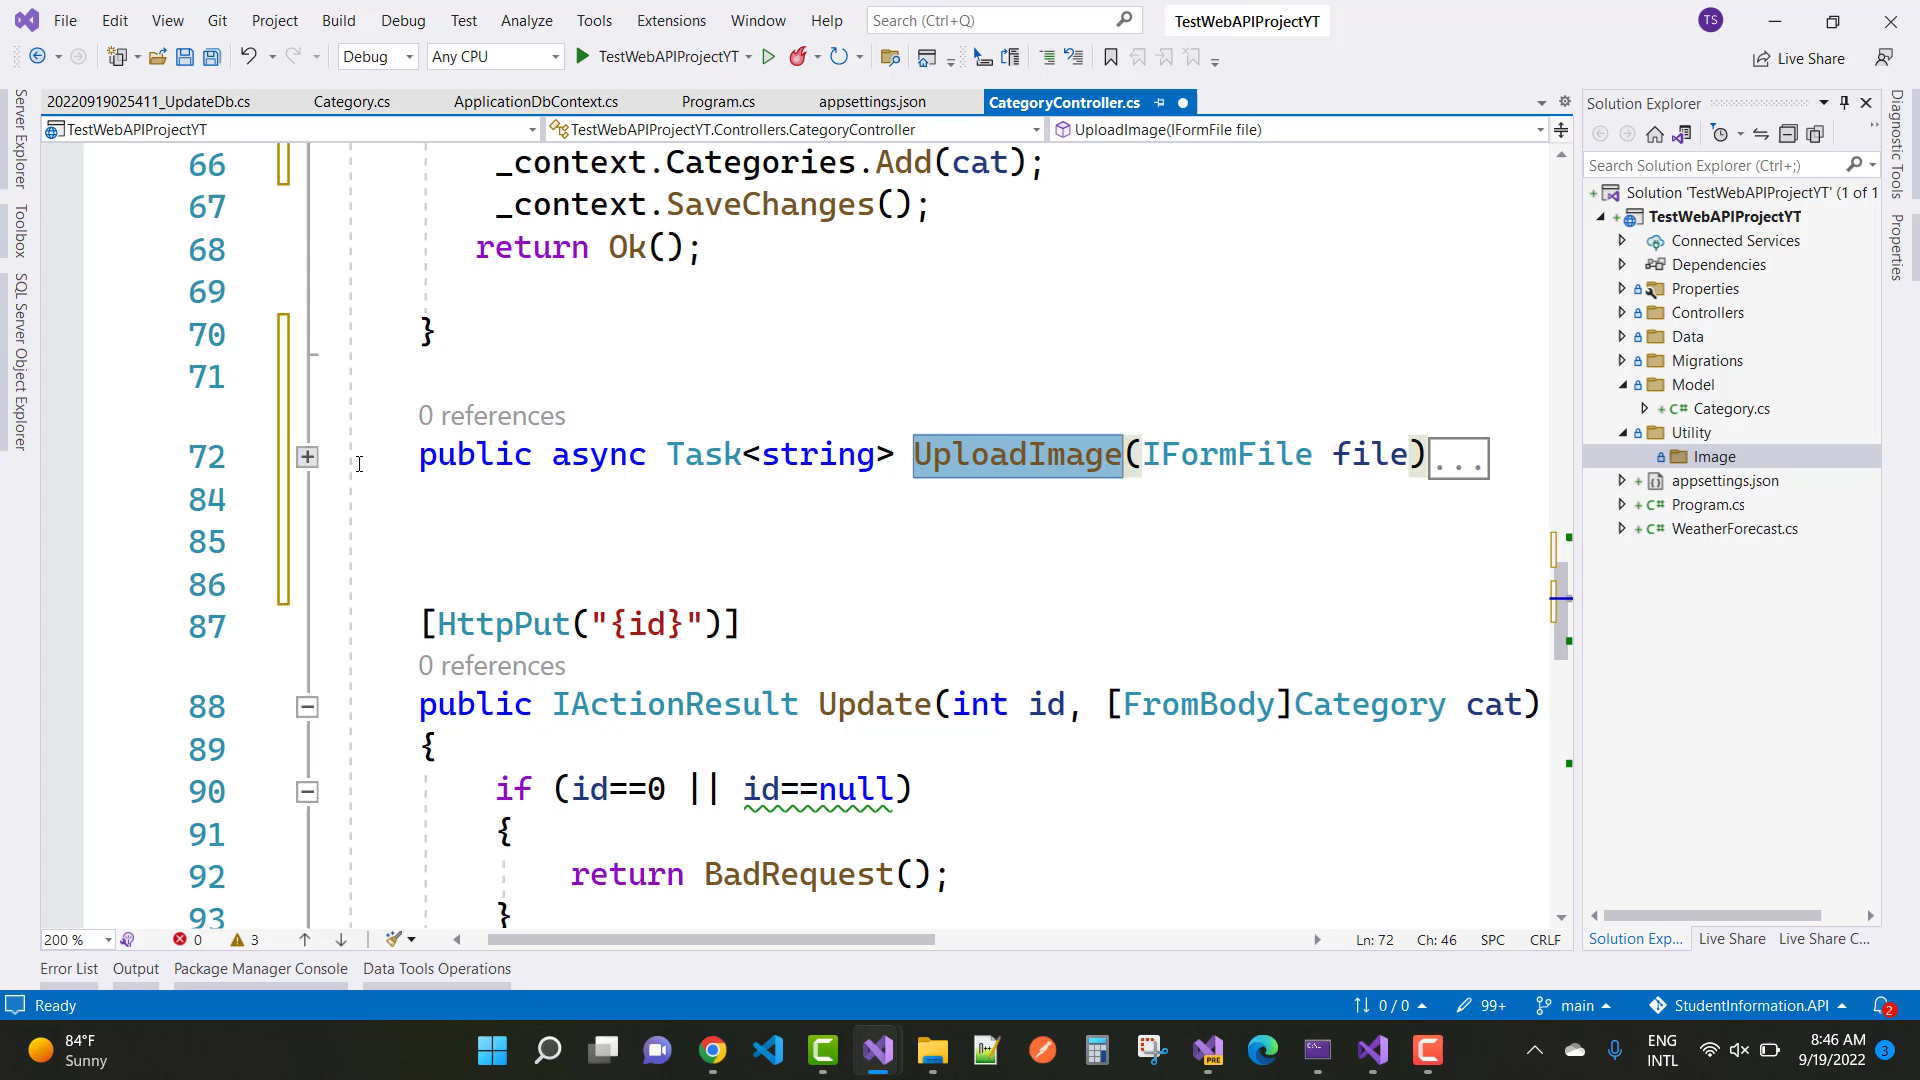 File Edit View Git Project Build Debug Test Analyze Tools Extensions Window Help Search (Ctrl+Q) TestWebAPIProjectYT TS
Debug Any CPU TestWebAPIProjectYT Live Share
20220919025411_UpdateDb.cs Category.cs ApplicationDbContext.cs Program.cs appsettings.json CategoryController.cs
TestWebAPIProjectYT TestWebAPIProjectYT.Controllers.CategoryController UploadImage(IFormFile file)
Server Explorer
Toolbox
SQL Server Object Explorer
66 _context.Categories.Add(cat);
67 _context.SaveChanges();
68 return Ok();
69
70 }
71
0 references
72 public async Task<string> UploadImage(IFormFile file)...
84
85
86
87 [HttpPut("{id}")]
0 references
88 public IActionResult Update(int id, [FromBody]Category cat)
89 {
90 if (id==0 || id==null)
91 {
92 return BadRequest();
93 }
200 % 0 3 Ln: 72 Ch: 46 SPC CRLF
Error List Output Package Manager Console Data Tools Operations
Solution Explorer
Search Solution Explorer (Ctrl+;)
Solution 'TestWebAPIProjectYT' (1 of 1
TestWebAPIProjectYT
Connected Services
Dependencies
Properties
Controllers
Data
Migrations
Model
C# Category.cs
Utility
Image
appsettings.json
C# Program.cs
C# WeatherForecast.cs
Solution Exp... Live Share Live Share C...
Diagnostic Tools
Properties
Ready 0 / 0 99+ main StudentInformation.API 2
84°F
Sunny
PRE
ENG
INTL
8:46 AM
9/19/2022
3